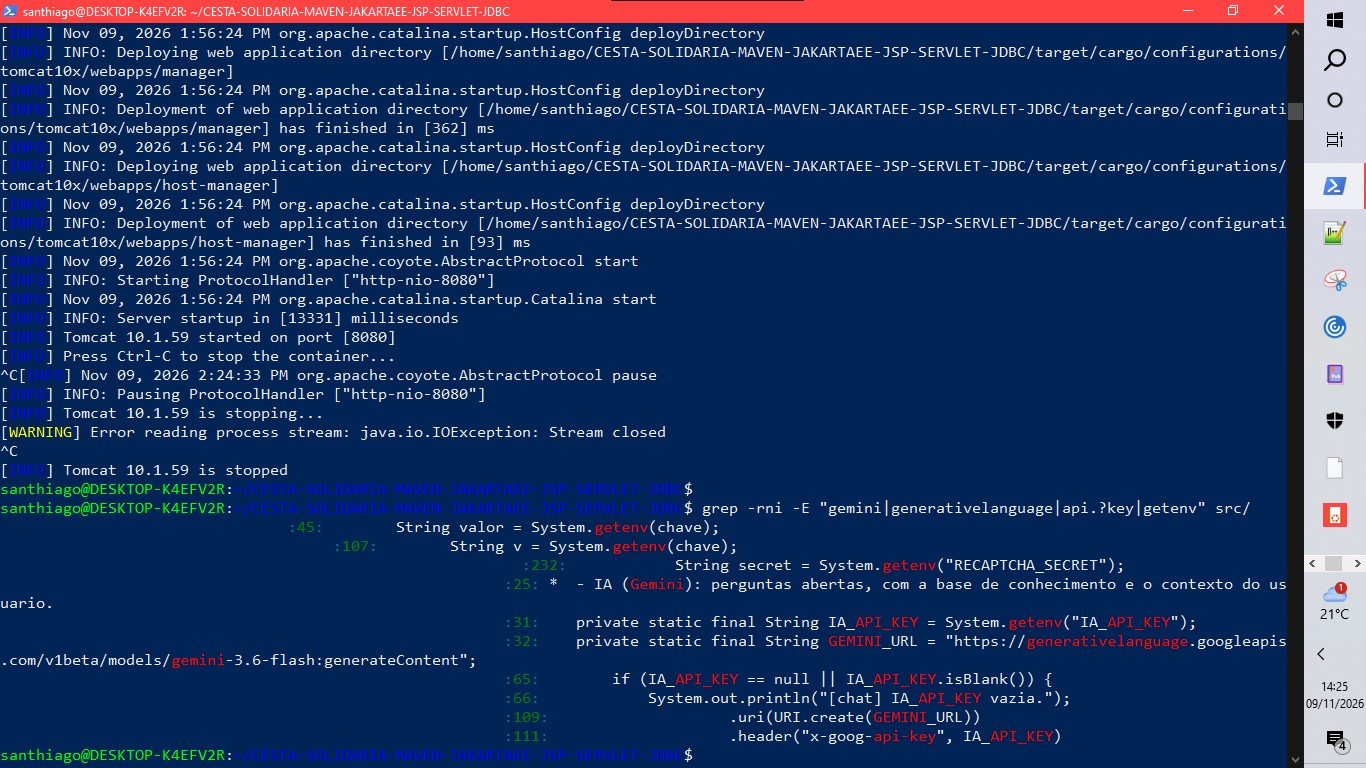 santhiago@DESKTOP-K4EFV2R: ~/CESTA-SOLIDARIA-MAVEN-JAKARTAEE-JSP-SERVLET-JDBC
[INFO] Nov 09, 2026 1:56:24 PM org.apache.catalina.startup.HostConfig deployDirectory
[INFO] INFO: Deploying web application directory [/home/santhiago/CESTA-SOLIDARIA-MAVEN-JAKARTAEE-JSP-SERVLET-JDBC/target/cargo/configurations/
tomcat10x/webapps/manager]
[INFO] Nov 09, 2026 1:56:24 PM org.apache.catalina.startup.HostConfig deployDirectory
[INFO] INFO: Deployment of web application directory [/home/santhiago/CESTA-SOLIDARIA-MAVEN-JAKARTAEE-JSP-SERVLET-JDBC/target/cargo/configurati
ons/tomcat10x/webapps/manager] has finished in [362] ms
[INFO] Nov 09, 2026 1:56:24 PM org.apache.catalina.startup.HostConfig deployDirectory
[INFO] INFO: Deploying web application directory [/home/santhiago/CESTA-SOLIDARIA-MAVEN-JAKARTAEE-JSP-SERVLET-JDBC/target/cargo/configurations/
tomcat10x/webapps/host-manager]
[INFO] Nov 09, 2026 1:56:24 PM org.apache.catalina.startup.HostConfig deployDirectory
[INFO] INFO: Deployment of web application directory [/home/santhiago/CESTA-SOLIDARIA-MAVEN-JAKARTAEE-JSP-SERVLET-JDBC/target/cargo/configurati
ons/tomcat10x/webapps/host-manager] has finished in [93] ms
[INFO] Nov 09, 2026 1:56:24 PM org.apache.coyote.AbstractProtocol start
[INFO] INFO: Starting ProtocolHandler ["http-nio-8080"]
[INFO] Nov 09, 2026 1:56:24 PM org.apache.catalina.startup.Catalina start
[INFO] INFO: Server startup in [13331] milliseconds
[INFO] Tomcat 10.1.59 started on port [8080]
[INFO] Press Ctrl-C to stop the container...
^C[INFO] Nov 09, 2026 2:24:33 PM org.apache.coyote.AbstractProtocol pause
[INFO] INFO: Pausing ProtocolHandler ["http-nio-8080"]
[INFO] Tomcat 10.1.59 is stopping...
[WARNING] Error reading process stream: java.io.IOException: Stream closed
^C
[INFO] Tomcat 10.1.59 is stopped
santhiago@DESKTOP-K4EFV2R:~/CESTA-SOLIDARIA-MAVEN-JAKARTAEE-JSP-SERVLET-JDBC$
santhiago@DESKTOP-K4EFV2R:~/CESTA-SOLIDARIA-MAVEN-JAKARTAEE-JSP-SERVLET-JDBC$ grep -rni -E "gemini|generativelanguage|api.?key|getenv" src/
:45: String valor = System.getenv(chave);
:107: String v = System.getenv(chave);
:232: String secret = System.getenv("RECAPTCHA_SECRET");
:25: * - IA (Gemini): perguntas abertas, com a base de conhecimento e o contexto do us
uario.
:31: private static final String IA_API_KEY = System.getenv("IA_API_KEY");
:32: private static final String GEMINI_URL = "https://generativelanguage.googleapis
.com/v1beta/models/gemini-3.6-flash:generateContent";
:65: if (IA_API_KEY == null || IA_API_KEY.isBlank()) {
:66: System.out.println("[chat] IA_API_KEY vazia.");
:109: .uri(URI.create(GEMINI_URL))
:111: .header("x-goog-api-key", IA_API_KEY)
santhiago@DESKTOP-K4EFV2R:~/CESTA-SOLIDARIA-MAVEN-JAKARTAEE-JSP-SERVLET-JDBC$
1
21°C
14:25
09/11/2026
4